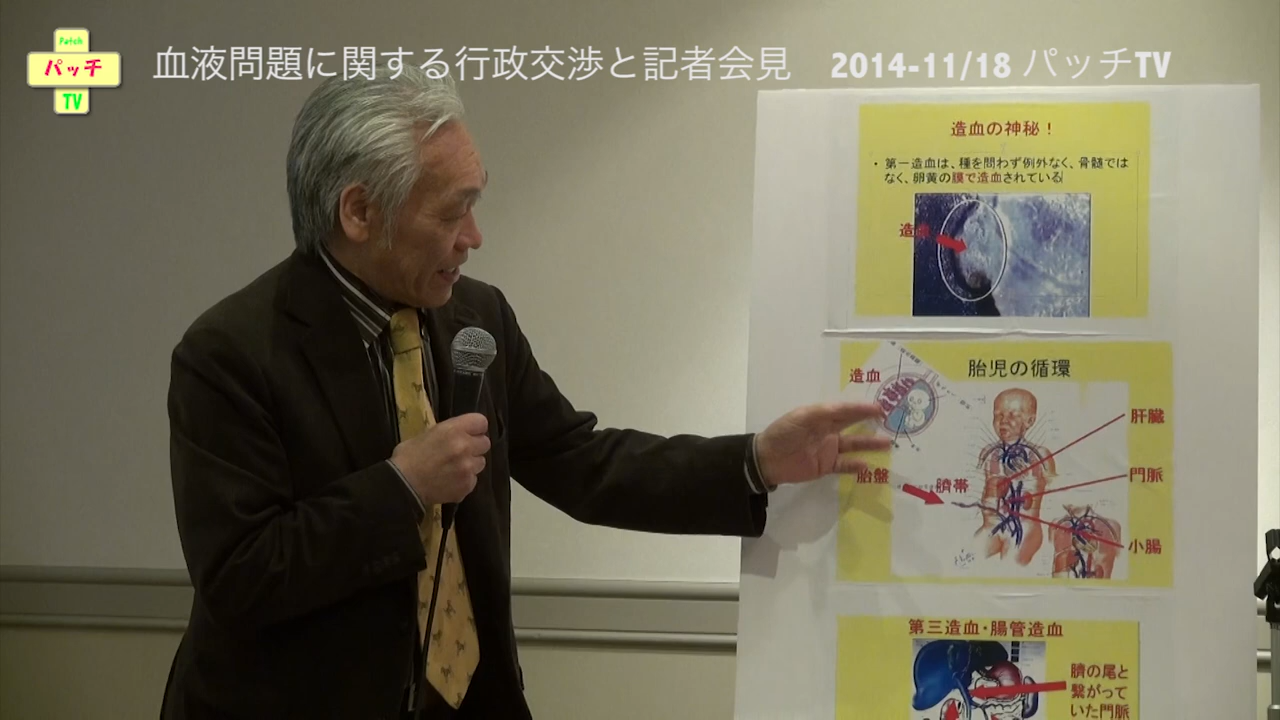 Patch
パッチ
TV
血液問題に関する行政交渉と記者会見 2014-11/18 パッチTV
造血の神秘！
・第一造血は、種を問わず例外なく、骨髄では
なく、卵黄の膜で造血されている
造血
胎児の循環
造血
肝臓
門脈
胎盤
臍帯
小腸
第三造血・腸管造血
臍の尾と
繋がって
いた門脈